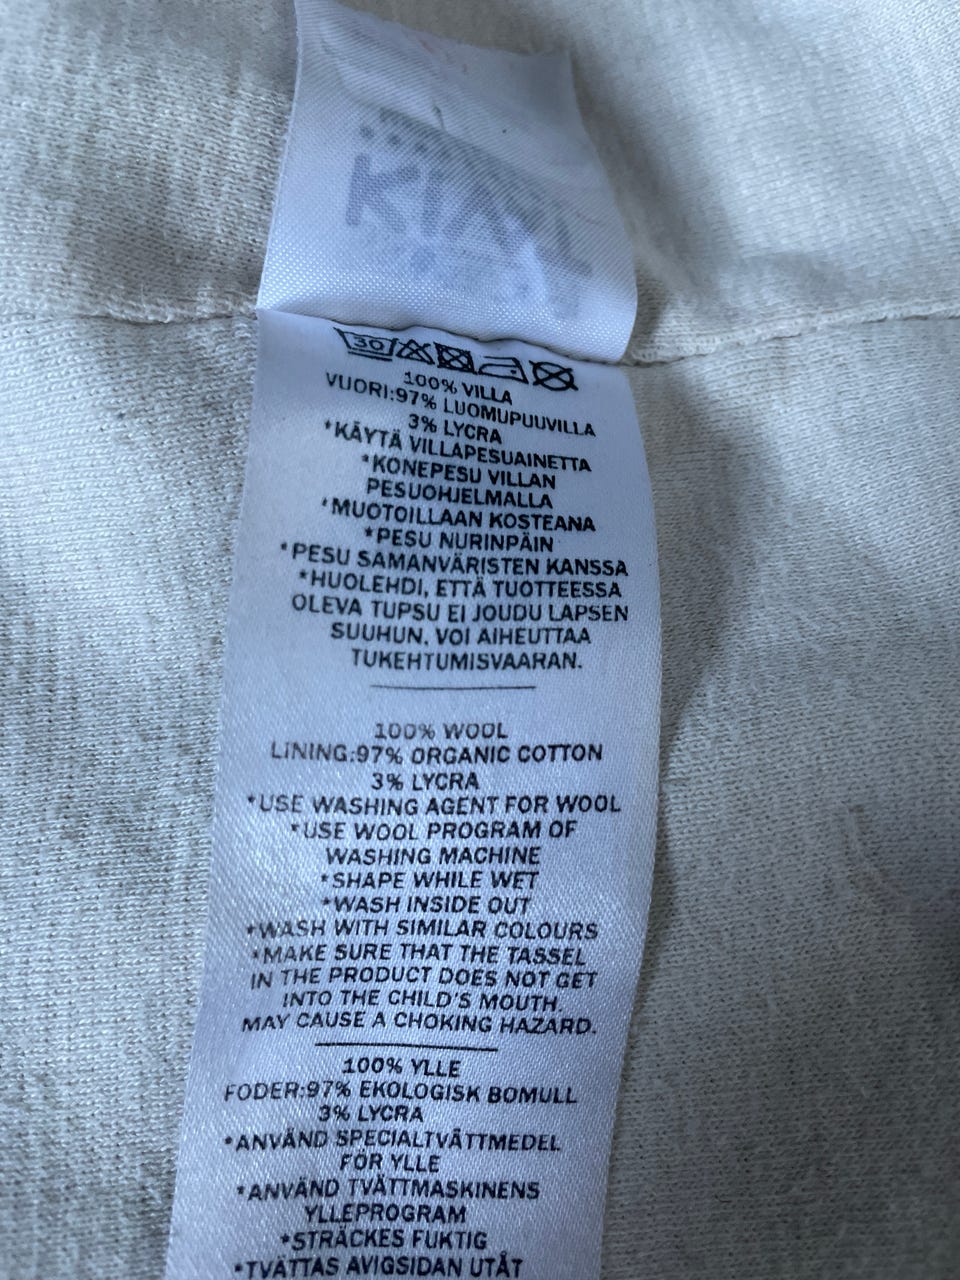 30
100% VILLA
VUORI:97% LUOMUPUUVILLA
3% LYCRA
*KÄYTÄ VILLAPESUAINETTA
*KONEPESU VILLAN
PESUOHJELMALLA
*MUOTOILLAAN KOSTEANA
*PESU NURINPÄIN
*PESU SAMANVÄRISTEN KANSSA
*HUOLEHDI, ETTÄ TUOTTEESSA
OLEVA TUPSU EI JOUDU LAPSEN
SUUHUN. VOI AIHEUTTAA
TUKEHTUMISVAARAN.
100% WOOL
LINING:97% ORGANIC COTTON
3% LYCRA
*USE WASHING AGENT FOR WOOL
*USE WOOL PROGRAM OF
WASHING MACHINE
*SHAPE WHILE WET
*WASH INSIDE OUT
*WASH WITH SIMILAR COLOURS
*MAKE SURE THAT THE TASSEL
IN THE PRODUCT DOES NOT GET
INTO THE CHILD'S MOUTH.
MAY CAUSE A CHOKING HAZARD.
100% YLLE
FODER:97% EKOLOGISK BOMULL
3% LYCRA
*ANVÄND SPECIALTVÄTTMEDEL
FÖR YLLE
*ANVÄND TVÄTTMASKINENS
YLLEPROGRAM
*STRÄCKES FUKTIG
*TVÄTTAS AVIGSIDAN UTÅT